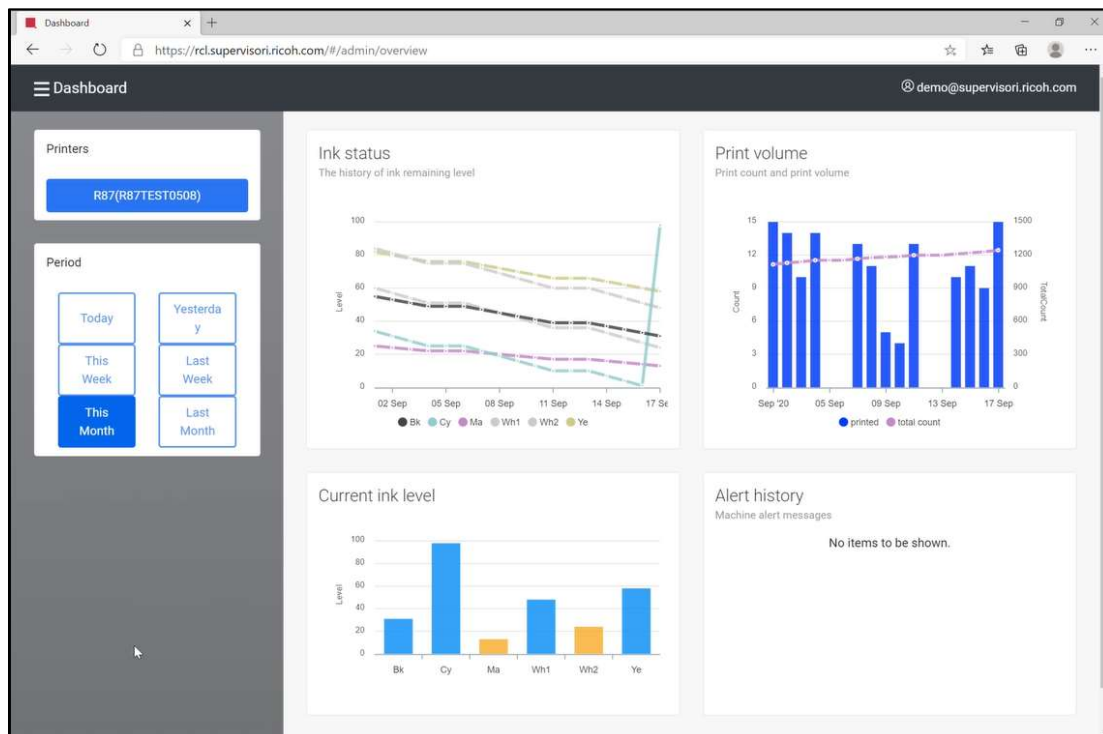 Dashboard
https://rcl.supervisori.ricoh.com/#/admin/overview
Dashboard
demo@supervisori.ricoh.com
Printers
R87(R87TEST0508)
Period
Today
Yesterda
y
This
Week
Last
Week
This
Month
Last
Month
Ink status
The history of ink remaining level
100
80
60
40
20
0
Level
02 Sep 05 Sep 08 Sep 11 Sep 14 Sep 17 Se
Bk Cy Ma Wh1 Wh2 Ye
Print volume
Print count and print volume
15 1500
12 1200
9 900
6 600
3 300
0 0
Count
TotalCount
Sep '20 05 Sep 09 Sep 13 Sep 17 Sep
printed total count
Current ink level
100
80
60
40
20
0
Level
Bk Cy Ma Wh1 Wh2 Ye
Alert history
Machine alert messages
No items to be shown.